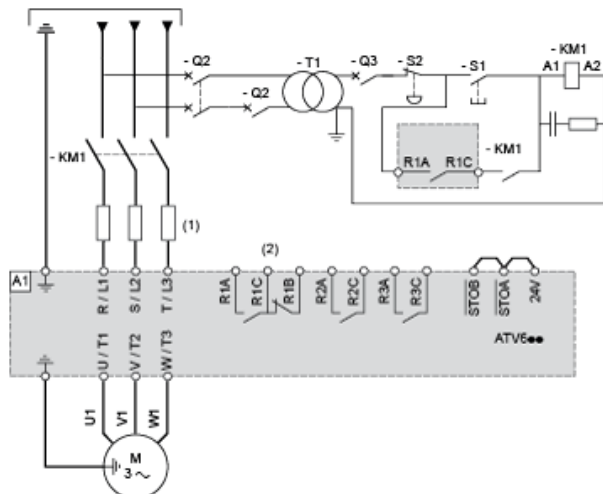 - Q2
- T1
- Q3
- S2
- S1
- KM1
A1
A2
- Q2
- KM1
R1A
R1C
- KM1
(1)
(2)
A1
R / L1
S / L2
T / L3
R1A
R1C
R1B
R2A
R2C
R3A
R3C
STOB
STOA
24V
ATV6●●
U / T1
V / T2
W / T3
U1
V1
W1
M
3 ~